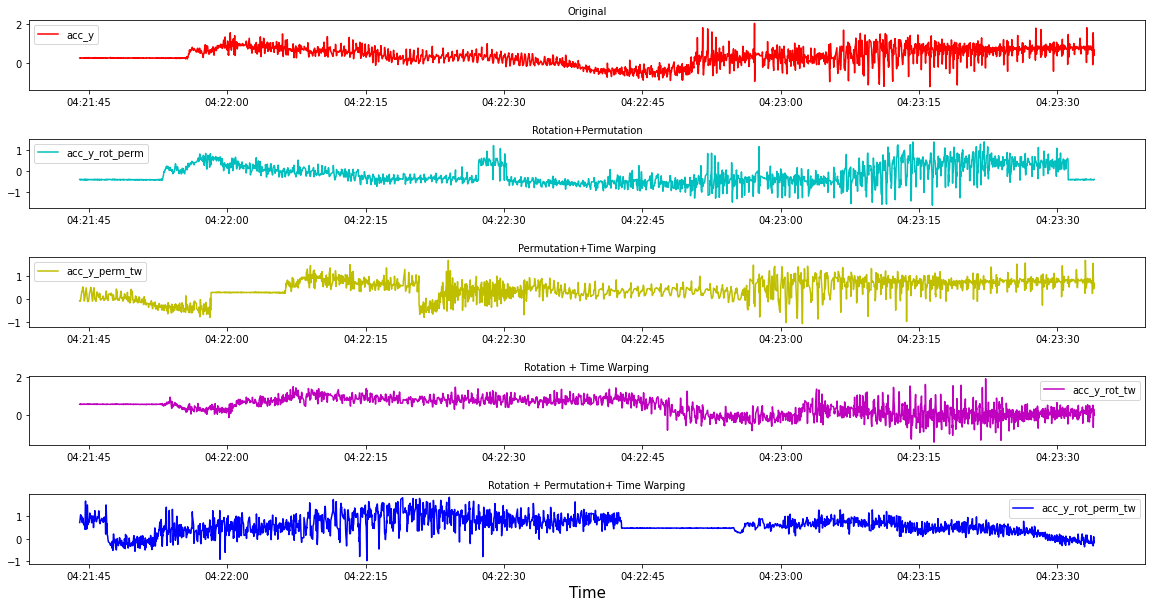 Original
acc_y
2
0
04:21:45 04:22:00 04:22:15 04:22:30 04:22:45 04:23:00 04:23:15 04:23:30
Rotation+Permutation
acc_y_rot_perm
1
0
−1
04:21:45 04:22:00 04:22:15 04:22:30 04:22:45 04:23:00 04:23:15 04:23:30
Permutation+Time Warping
acc_y_perm_tw
1
0
−1
04:21:45 04:22:00 04:22:15 04:22:30 04:22:45 04:23:00 04:23:15 04:23:30
Rotation + Time Warping
acc_y_rot_tw
2
0
04:21:45 04:22:00 04:22:15 04:22:30 04:22:45 04:23:00 04:23:15 04:23:30
Rotation + Permutation+ Time Warping
acc_y_rot_perm_tw
1
0
−1
04:21:45 04:22:00 04:22:15 04:22:30 04:22:45 04:23:00 04:23:15 04:23:30
Time